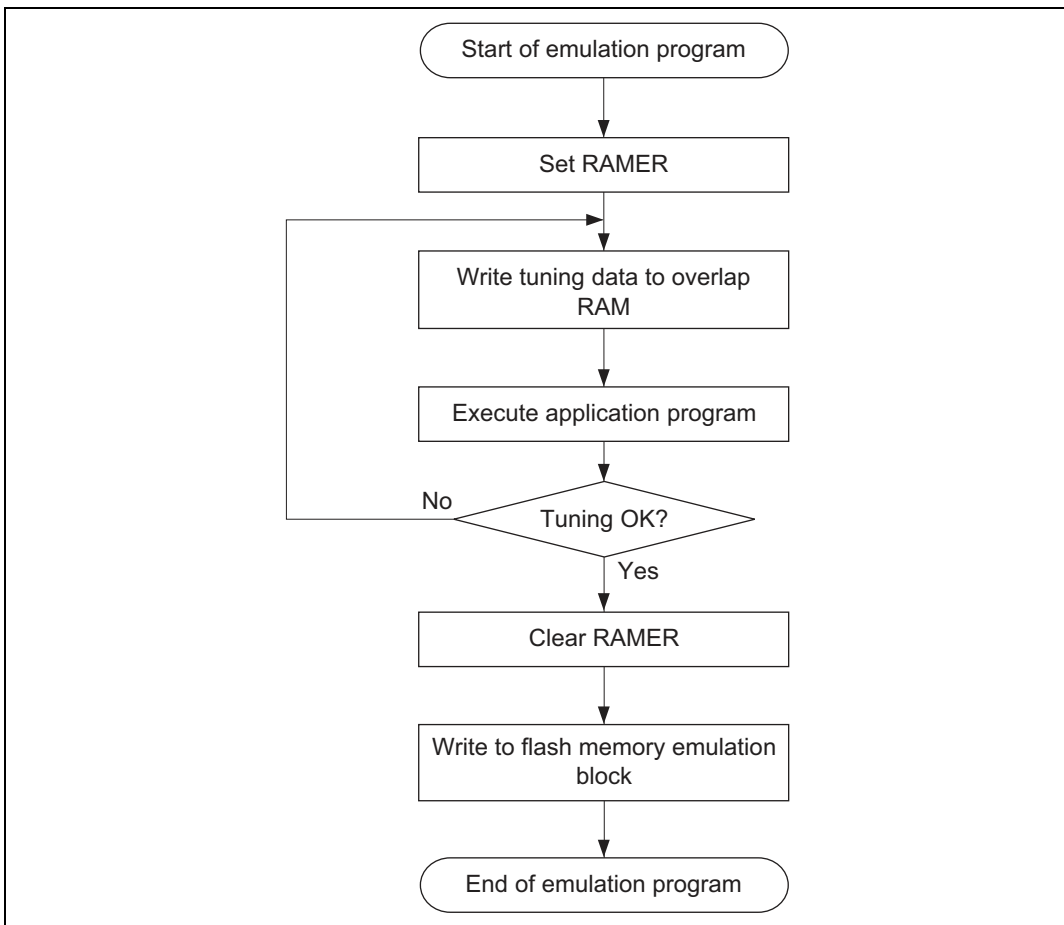 Start of emulation program
Set RAMER
Write tuning data to overlap
RAM
Execute application program
No
Tuning OK?
Yes
Clear RAMER
Write to flash memory emulation
block
End of emulation program